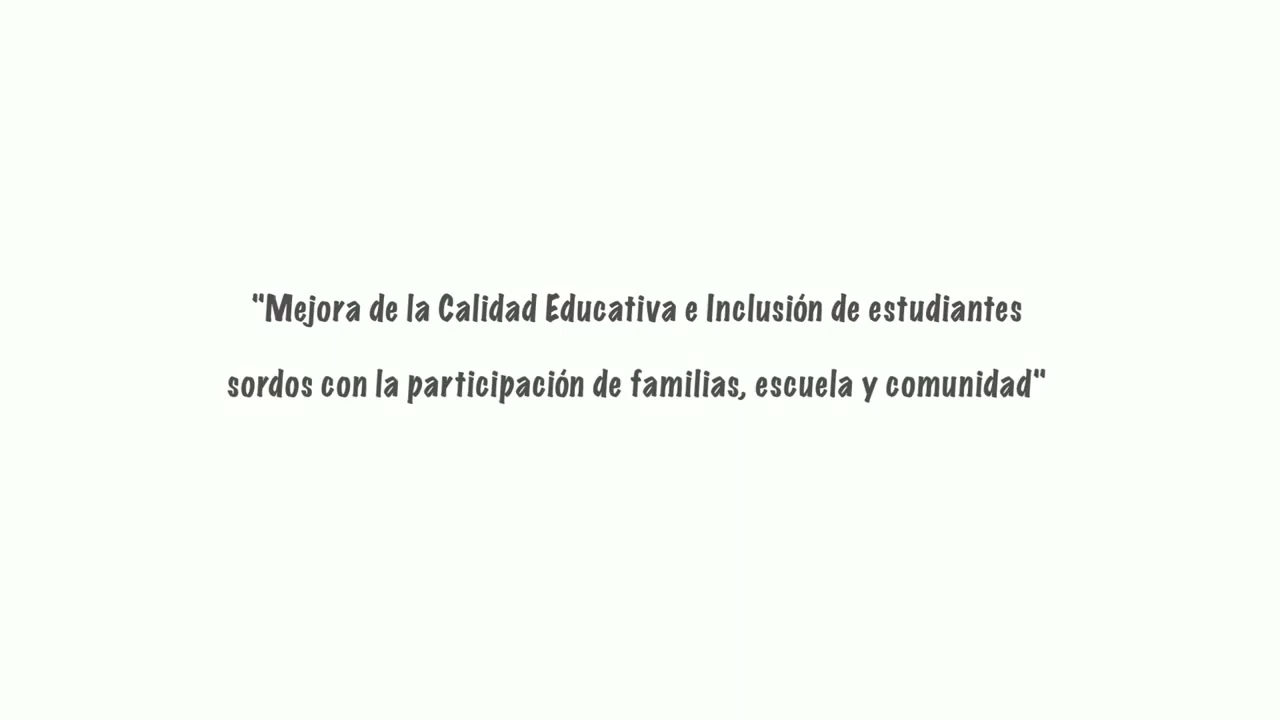 "Mejora de la Calidad Educativa e Inclusión de estudiantes
sordos con la participación de familias, escuela y comunidad"